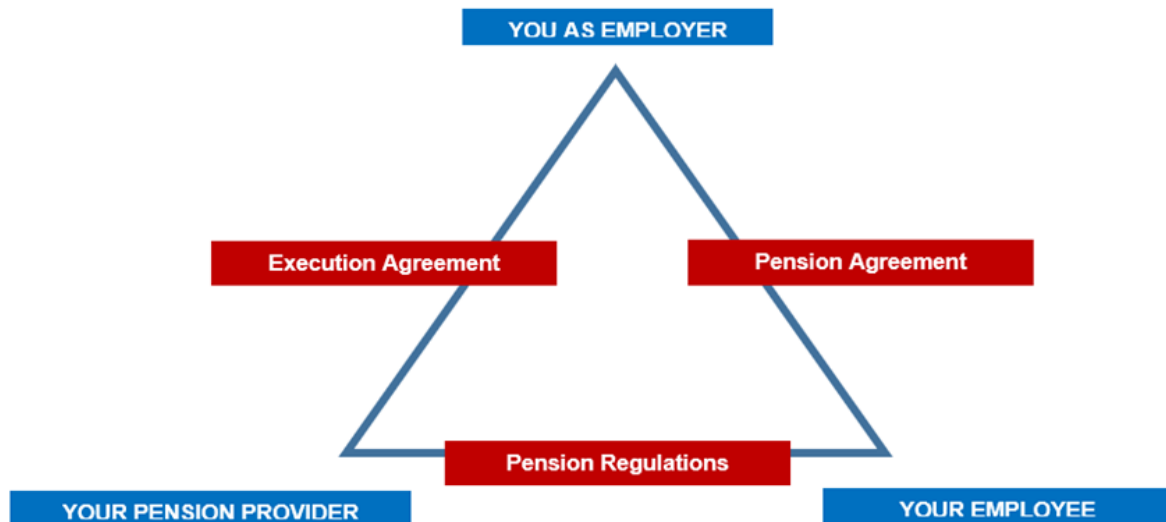 YOU AS EMPLOYER
Execution Agreement
Pension Agreement
Pension Regulations
YOUR PENSION PROVIDER
YOUR EMPLOYEE